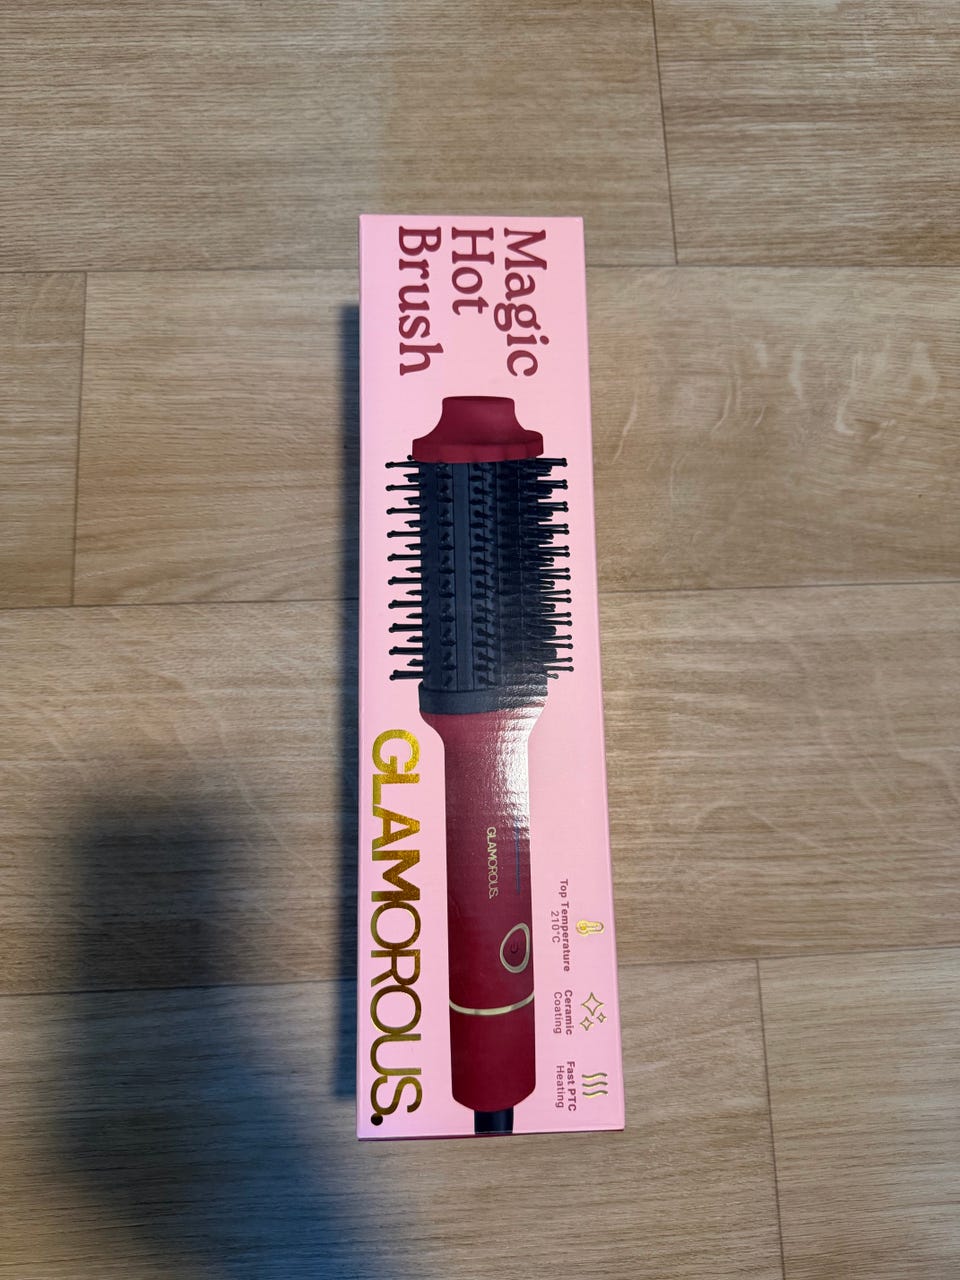 Magic
Hot
Brush
GLAMOROUS.
GLAMOROUS.
Top Temperature
210°C
Ceramic
Coating
Fast PTC
Heating